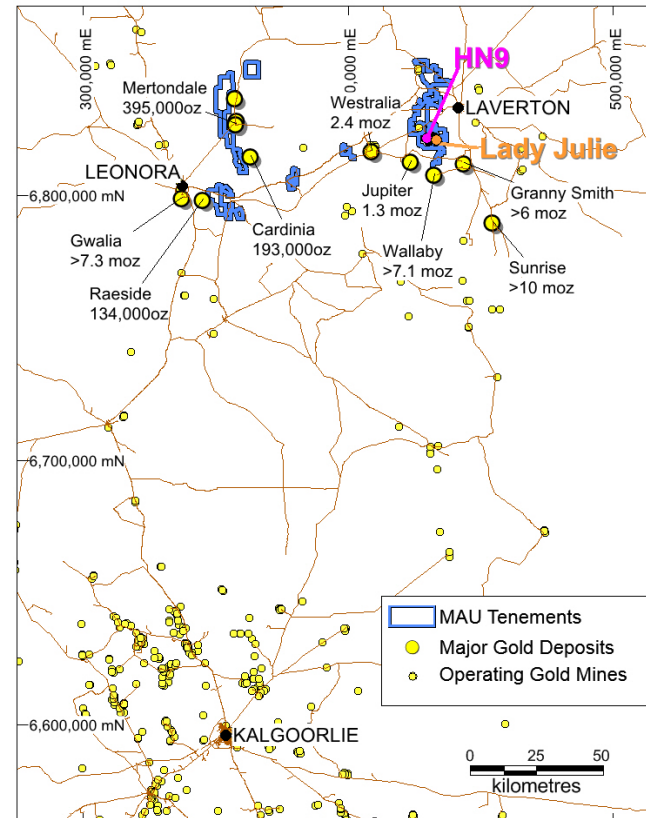 300,000 mE
0,000 mE
500,000 mE
HN9
Mertondale
395,000oz
Westralia
2.4 moz
LAVERTON
Lady Julie
LEONORA
6,800,000 mN
Jupiter
1.3 moz
Granny Smith
>6 moz
Cardinia
193,000oz
Gwalia
>7.3 moz
Wallaby
>7.1 moz
Sunrise
>10 moz
Raeside
134,000oz
6,700,000 mN
MAU Tenements
Major Gold Deposits
Operating Gold Mines
6,600,000 mN
KALGOORLIE
0 25 50
kilometres